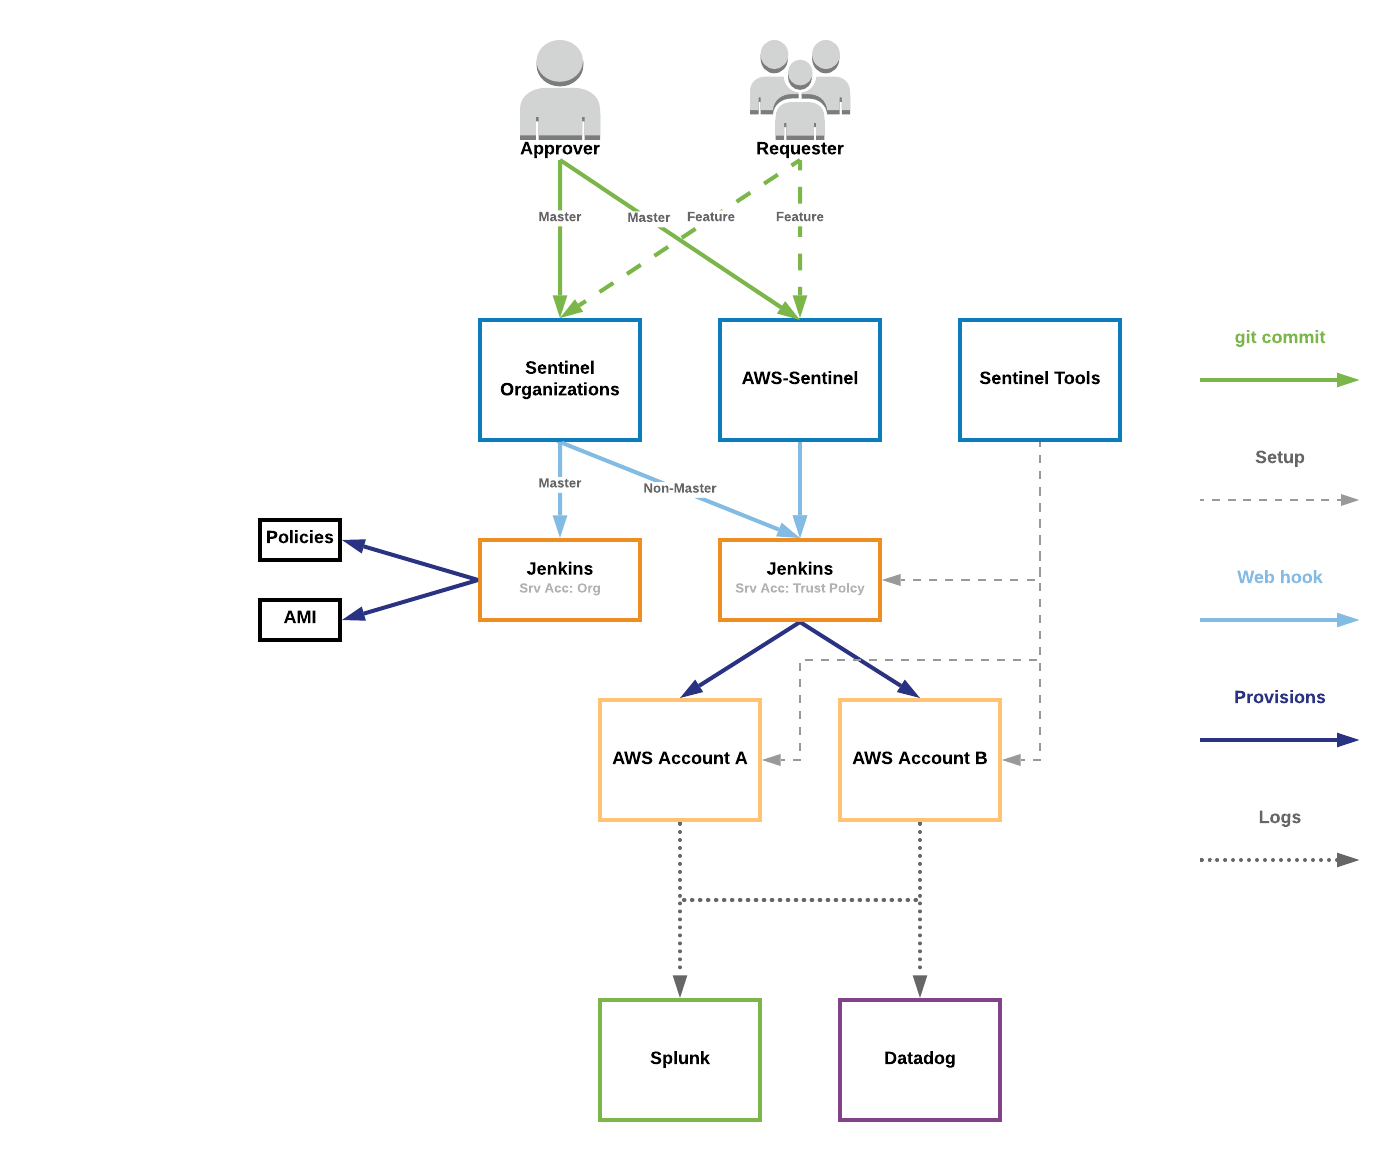 Approver
Requester
Master
Master
Feature
Feature
Sentinel
Organizations
AWS-Sentinel
Sentinel Tools
git commit
Setup
Master
Non-Master
Policies
Jenkins
Srv Acc: Org
Jenkins
Srv Acc: Trust Polcy
Web hook
AMI
Provisions
AWS Account A
AWS Account B
Logs
Splunk
Datadog